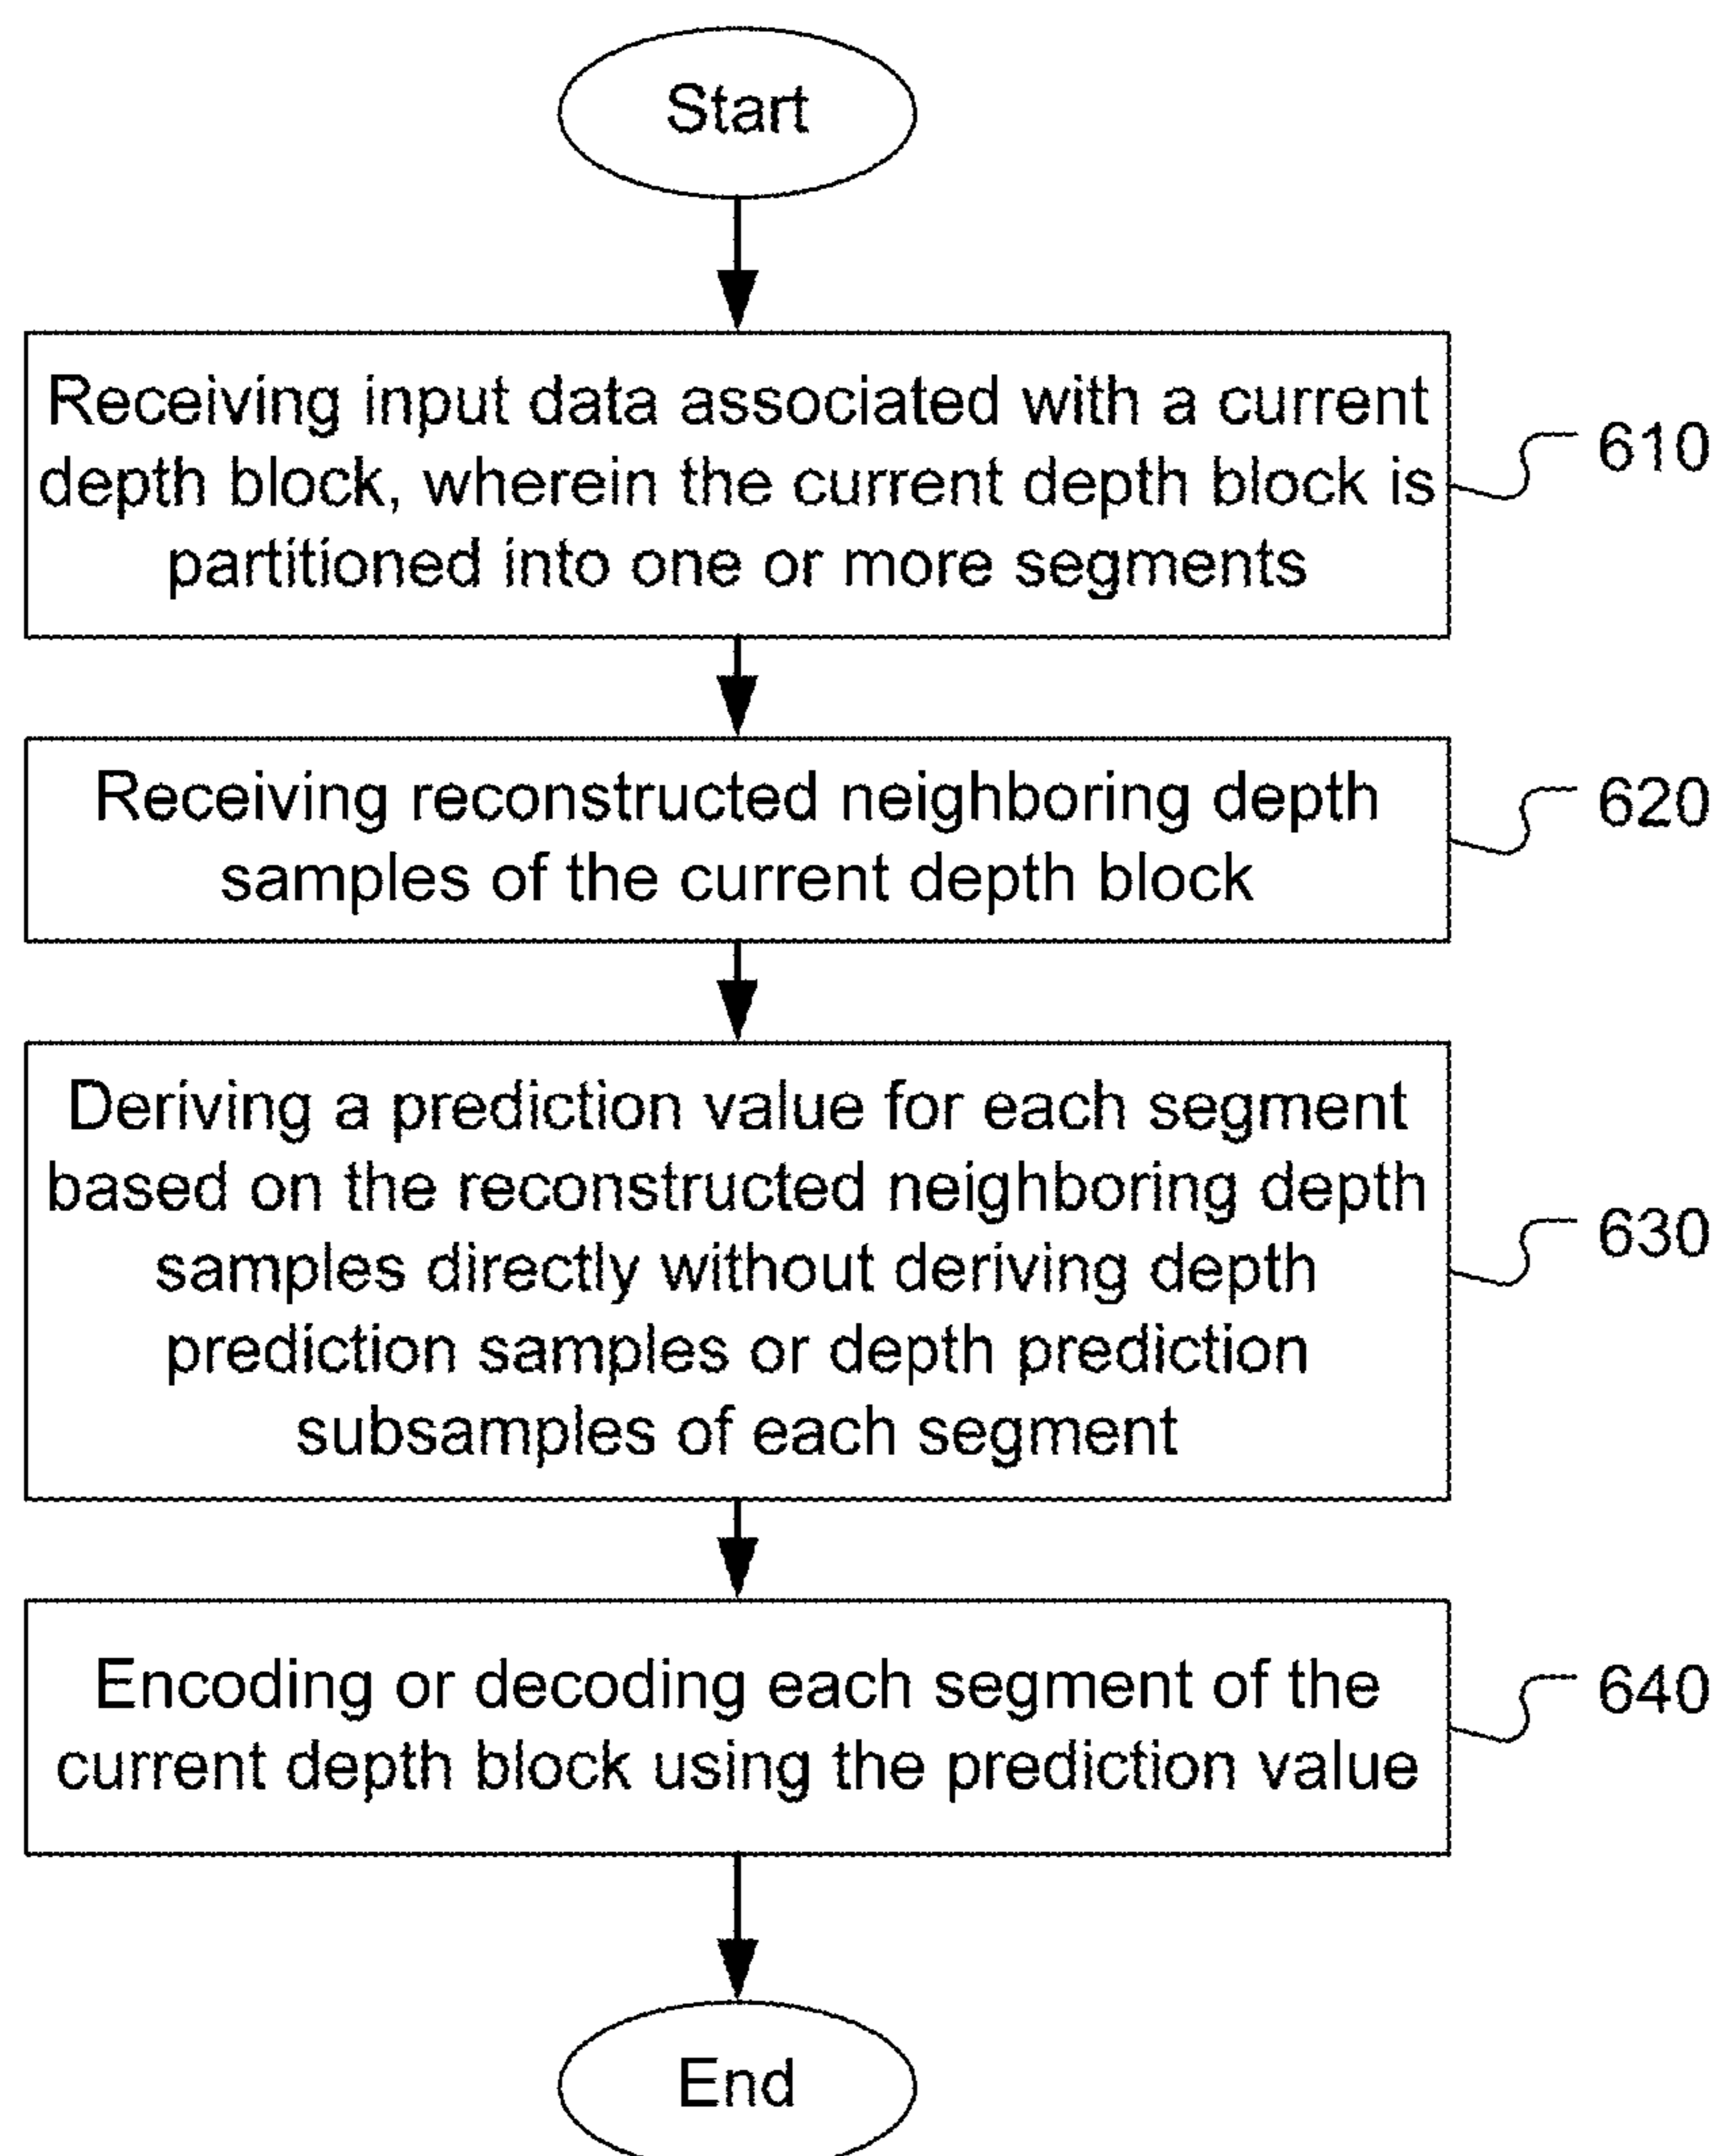 Start
Receiving input data associated with a current
depth block, wherein the current depth block is
partitioned into one or more segments
610
Receiving reconstructed neighboring depth
samples of the current depth block
620
Deriving a prediction value for each segment
based on the reconstructed neighboring depth
samples directly without deriving depth
prediction samples or depth prediction
subsamples of each segment
630
Encoding or decoding each segment of the
current depth block using the prediction value
640
End